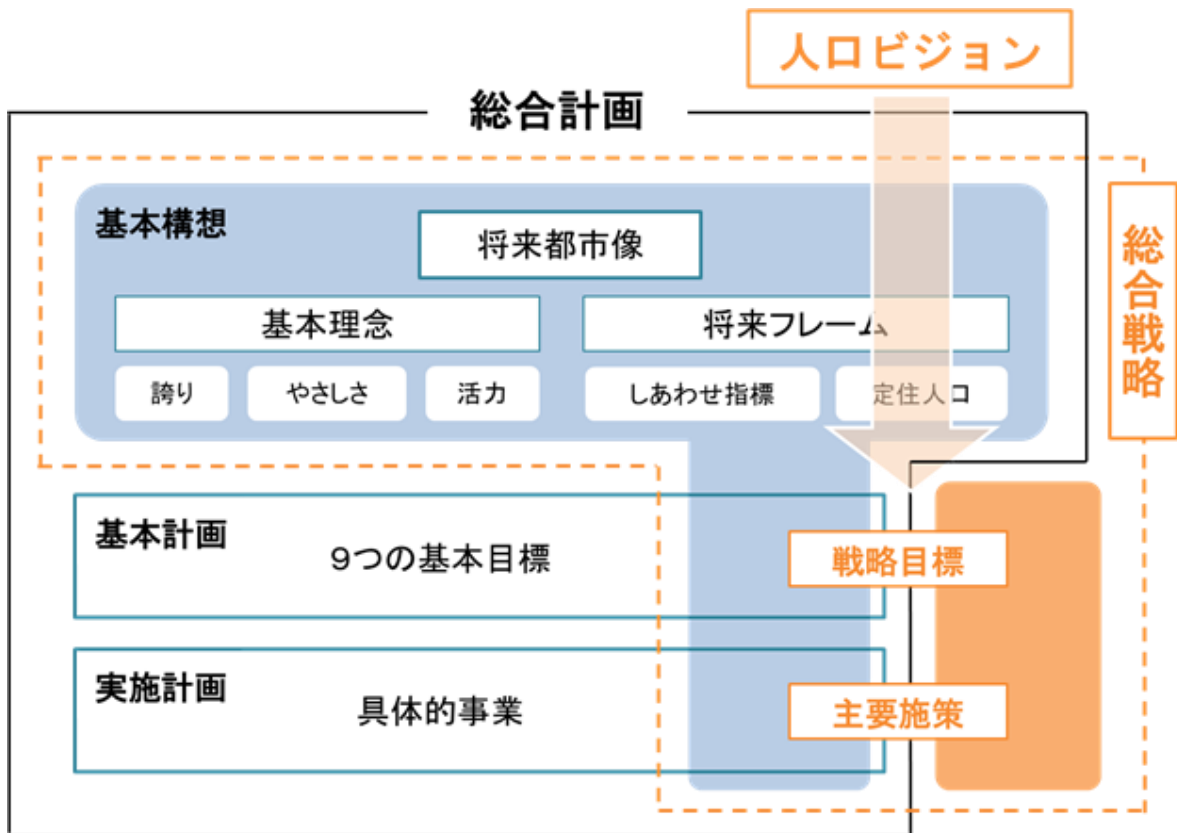 人口ビジョン
総合計画
基本構想
将来都市像
基本理念
将来フレーム
誇り
やさしさ
活力
しあわせ指標
定住人口
総合戦略
基本計画
9つの基本目標
戦略目標
実施計画
具体的事業
主要施策